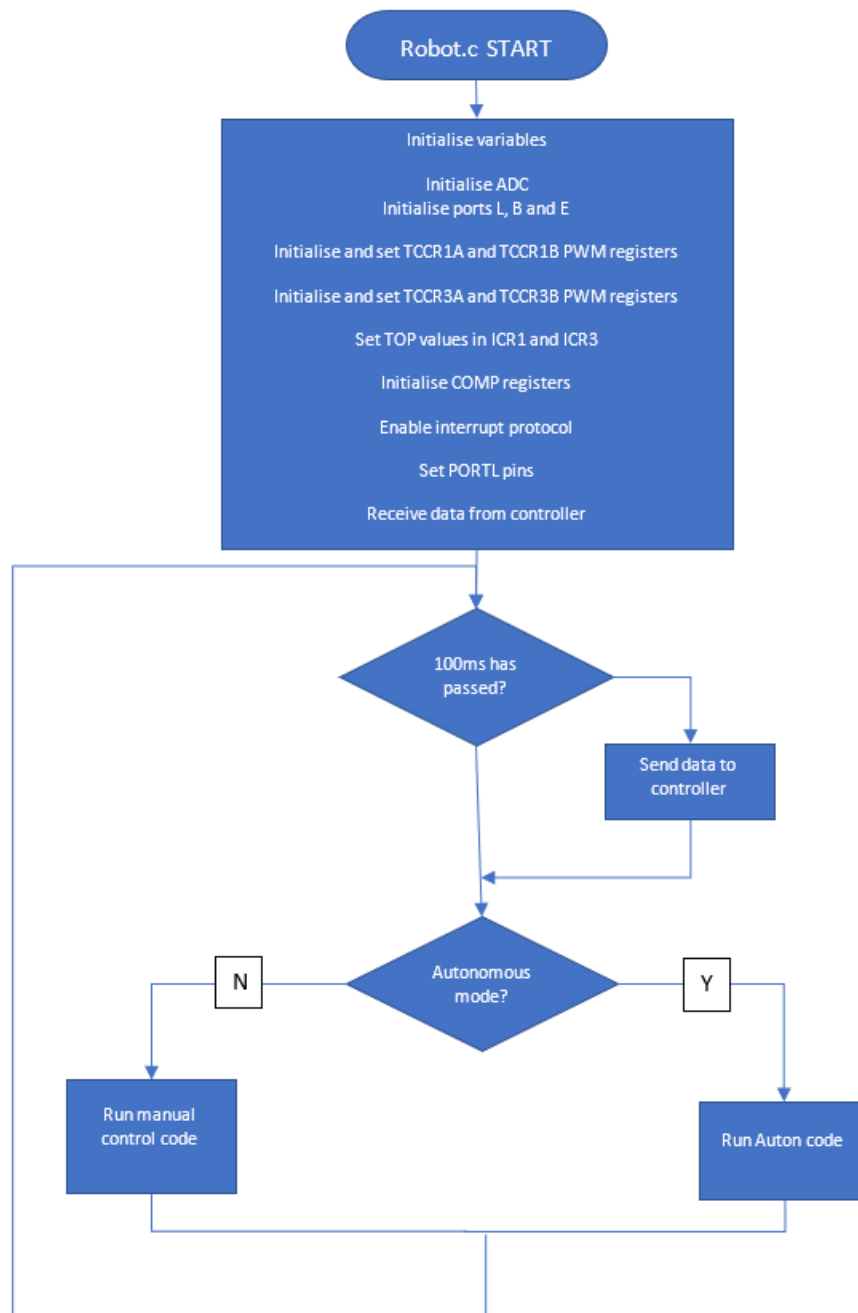 Robot.c START
Initialise variables
Initialise ADC
Initialise ports L, B and E
Initialise and set TCCR1A and TCCR1B PWM registers
Initialise and set TCCR3A and TCCR3B PWM registers
Set TOP values in ICR1 and ICR3
Initialise COMP registers
Enable interrupt protocol
Set PORTL pins
Receive data from controller
100ms has
passed?
Send data to
controller
Autonomous
mode?
N
Y
Run manual
control code
Run Auton code